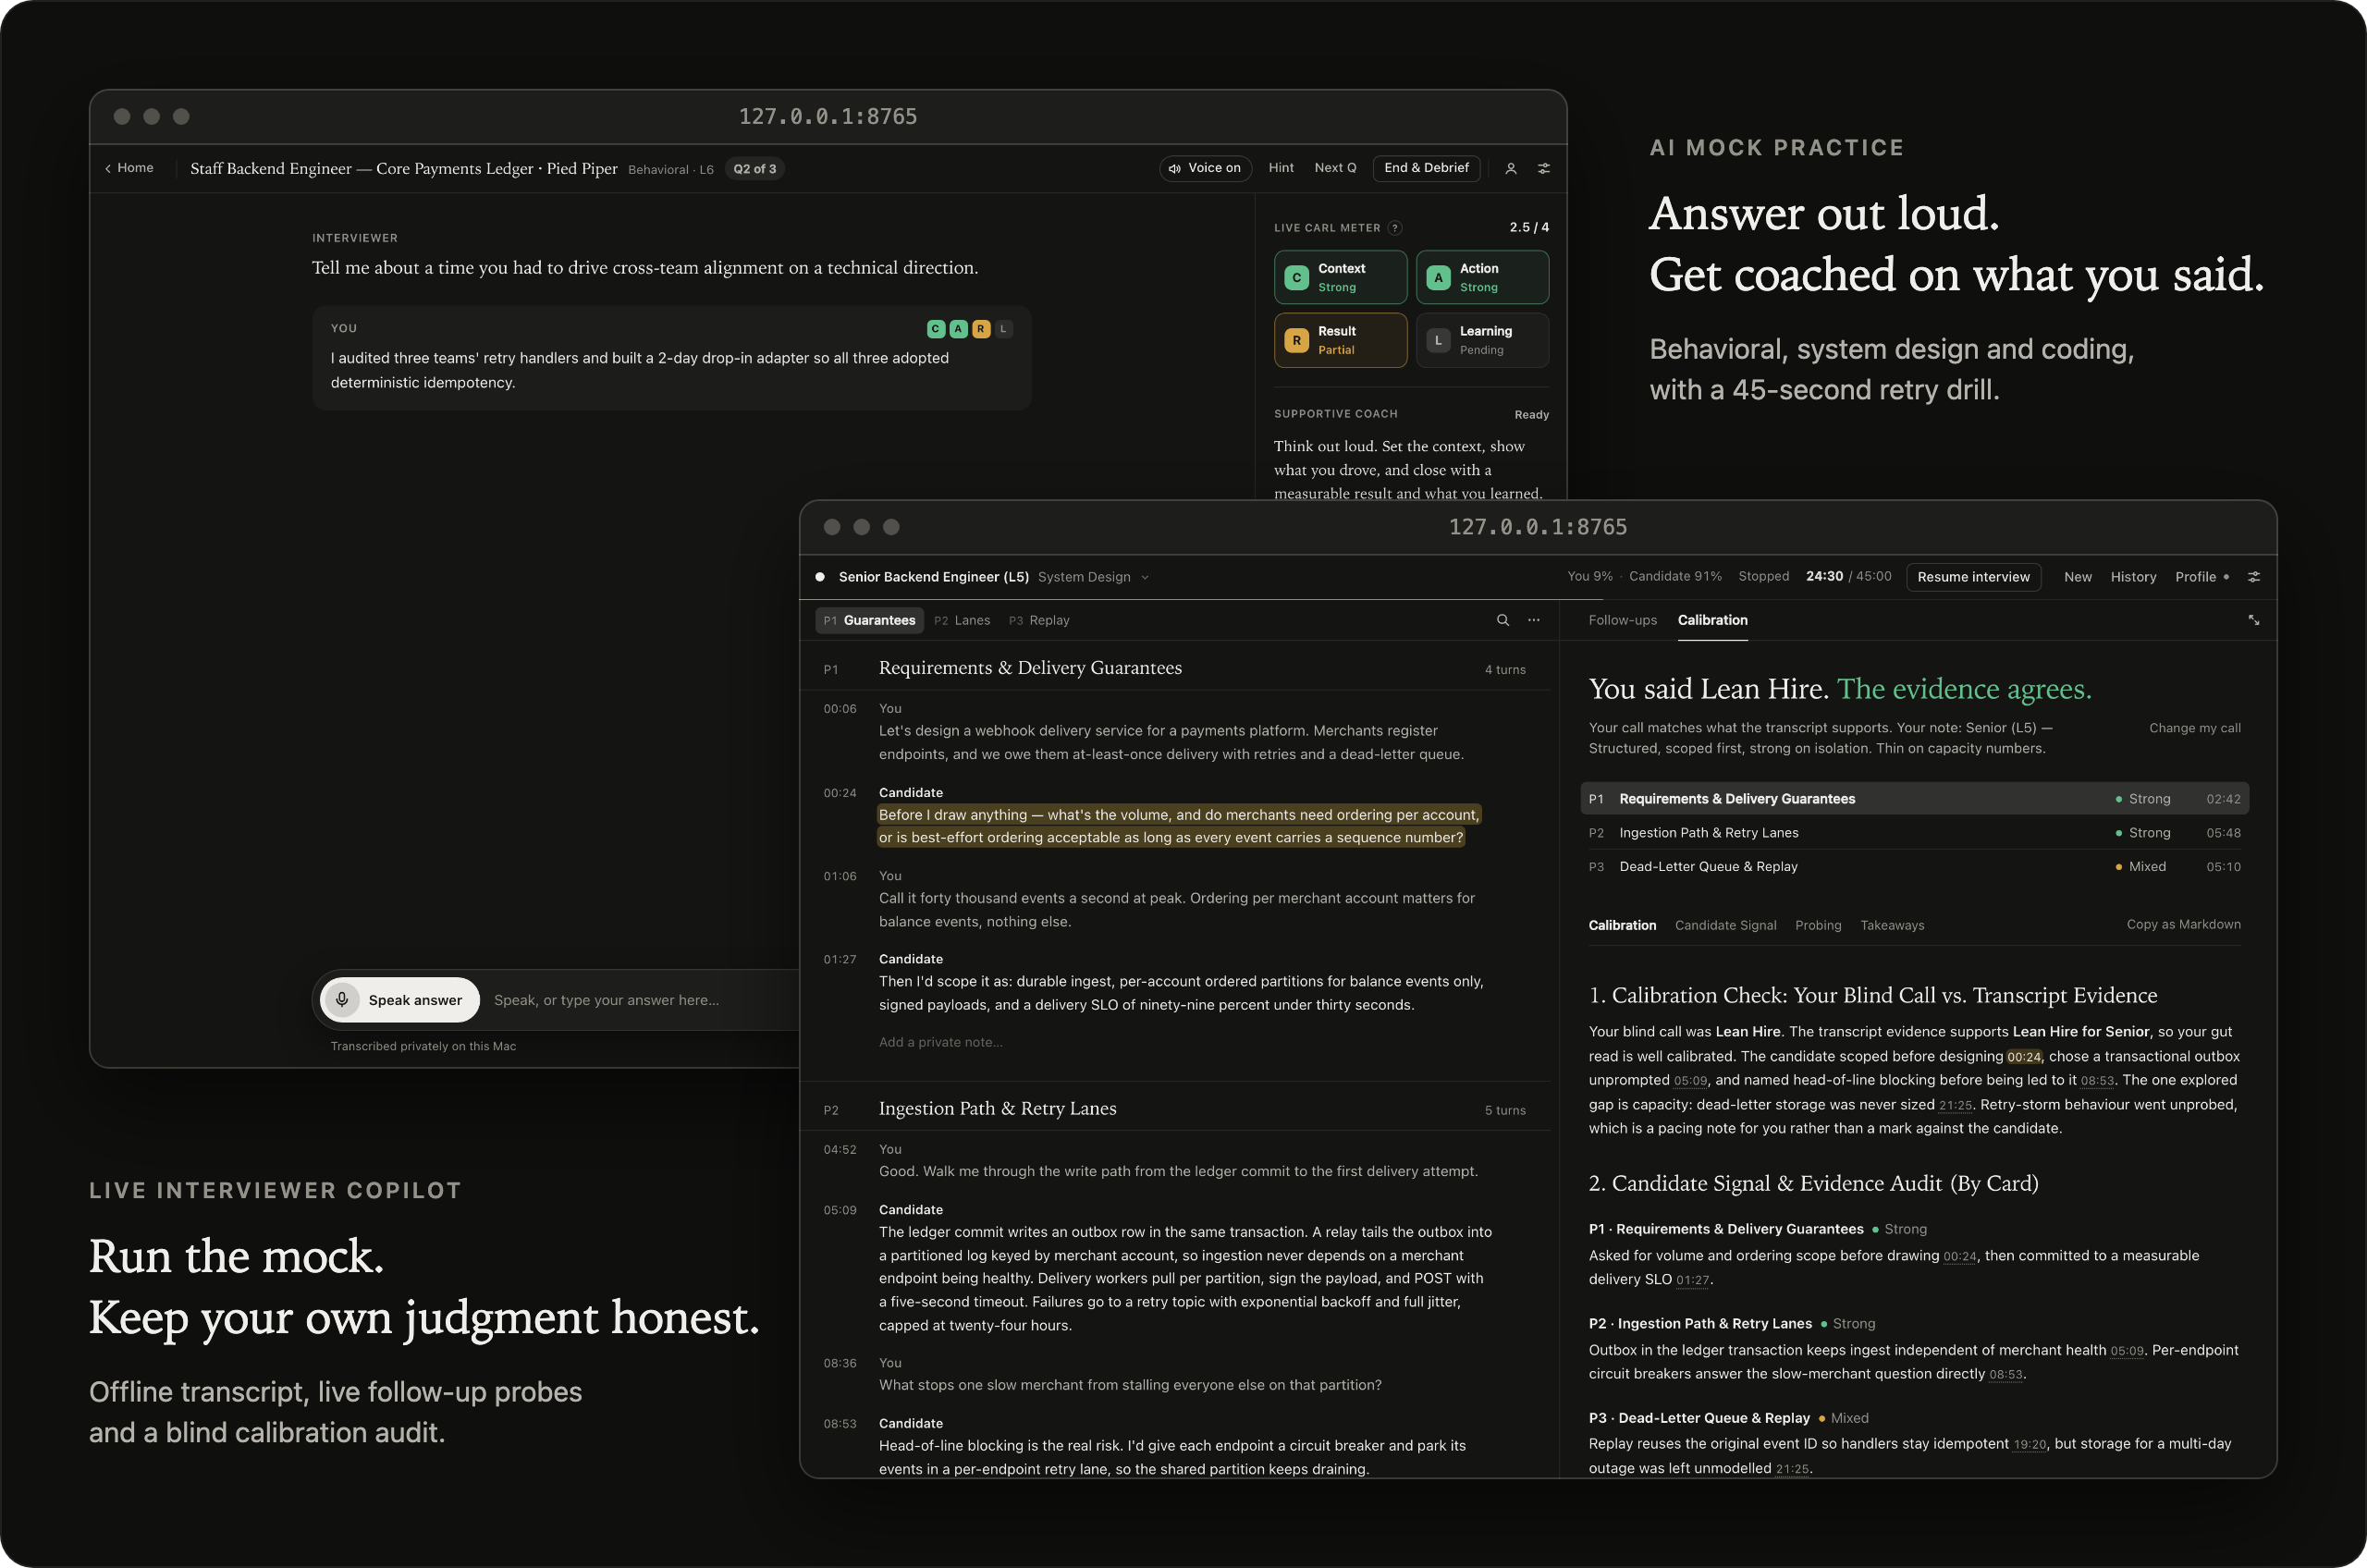 127.0.0.1:8765
Home
Staff Backend Engineer — Core Payments Ledger · Pied Piper
Behavioral · L6
Q2 of 3
Voice on
Hint
Next Q
End & Debrief
INTERVIEWER
Tell me about a time you had to drive cross-team alignment on a technical direction.
YOU
C A R L
I audited three teams' retry handlers and built a 2-day drop-in adapter so all three adopted
deterministic idempotency.
LIVE CARL METER ?
2.5 / 4
C Context
Strong
A Action
Strong
R Result
Partial
L Learning
Pending
SUPPORTIVE COACH
Ready
Think out loud. Set the context, show
what you drove, and close with a
measurable result and what you learned.
Speak answer
Speak, or type your answer here...
Transcribed privately on this Mac
AI MOCK PRACTICE
Answer out loud.
Get coached on what you said.
Behavioral, system design and coding,
with a 45-second retry drill.
LIVE INTERVIEWER COPILOT
Run the mock.
Keep your own judgment honest.
Offline transcript, live follow-up probes
and a blind calibration audit.
127.0.0.1:8765
Senior Backend Engineer (L5)
System Design
You 9% · Candidate 91%
Stopped
24:30 / 45:00
Resume interview
New
History
Profile
P1 Guarantees
P2 Lanes
P3 Replay
P1
Requirements & Delivery Guarantees
4 turns
00:06
You
Let's design a webhook delivery service for a payments platform. Merchants register
endpoints, and we owe them at-least-once delivery with retries and a dead-letter queue.
00:24
Candidate
Before I draw anything — what's the volume, and do merchants need ordering per account,
or is best-effort ordering acceptable as long as every event carries a sequence number?
01:06
You
Call it forty thousand events a second at peak. Ordering per merchant account matters for
balance events, nothing else.
01:27
Candidate
Then I'd scope it as: durable ingest, per-account ordered partitions for balance events only,
signed payloads, and a delivery SLO of ninety-nine percent under thirty seconds.
Add a private note...
P2
Ingestion Path & Retry Lanes
5 turns
04:52
You
Good. Walk me through the write path from the ledger commit to the first delivery attempt.
05:09
Candidate
The ledger commit writes an outbox row in the same transaction. A relay tails the outbox into
a partitioned log keyed by merchant account, so ingestion never depends on a merchant
endpoint being healthy. Delivery workers pull per partition, sign the payload, and POST with
a five-second timeout. Failures go to a retry topic with exponential backoff and full jitter,
capped at twenty-four hours.
08:36
You
What stops one slow merchant from stalling everyone else on that partition?
08:53
Candidate
Head-of-line blocking is the real risk. I'd give each endpoint a circuit breaker and park its
events in a per-endpoint retry lane, so the shared partition keeps draining.
Follow-ups
Calibration
You said Lean Hire. The evidence agrees.
Your call matches what the transcript supports. Your note: Senior (L5) —
Structured, scoped first, strong on isolation. Thin on capacity numbers.
Change my call
P1 Requirements & Delivery Guarantees Strong 02:42
P2 Ingestion Path & Retry Lanes Strong 05:48
P3 Dead-Letter Queue & Replay Mixed 05:10
Calibration
Candidate Signal
Probing
Takeaways
Copy as Markdown
1. Calibration Check: Your Blind Call vs. Transcript Evidence
Your blind call was Lean Hire. The transcript evidence supports Lean Hire for Senior, so your gut
read is well calibrated. The candidate scoped before designing 00:24, chose a transactional outbox
unprompted 05:09, and named head-of-line blocking before being led to it 08:53. The one explored
gap is capacity: dead-letter storage was never sized 21:25. Retry-storm behaviour went unprobed,
which is a pacing note for you rather than a mark against the candidate.
2. Candidate Signal & Evidence Audit (By Card)
P1 · Requirements & Delivery Guarantees Strong
Asked for volume and ordering scope before drawing 00:24, then committed to a measurable
delivery SLO 01:27.
P2 · Ingestion Path & Retry Lanes Strong
Outbox in the ledger transaction keeps ingest independent of merchant health 05:09. Per-endpoint
circuit breakers answer the slow-merchant question directly 08:53.
P3 · Dead-Letter Queue & Replay Mixed
Replay reuses the original event ID so handlers stay idempotent 19:20, but storage for a multi-day
outage was left unmodelled 21:25.